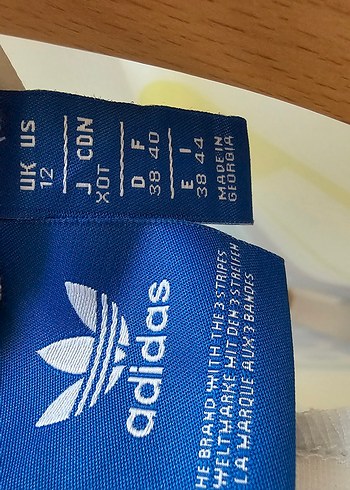 UK US
12
J CDN
XOT
D F
38 40
E I
38 44
MADE IN
GEORGIA
adidas
HE BRAND WITH THE 3 STRIPES
WELTMARKE MIT DEN 3 STREIFEN
LA MARQUE AUX 3 BANDES